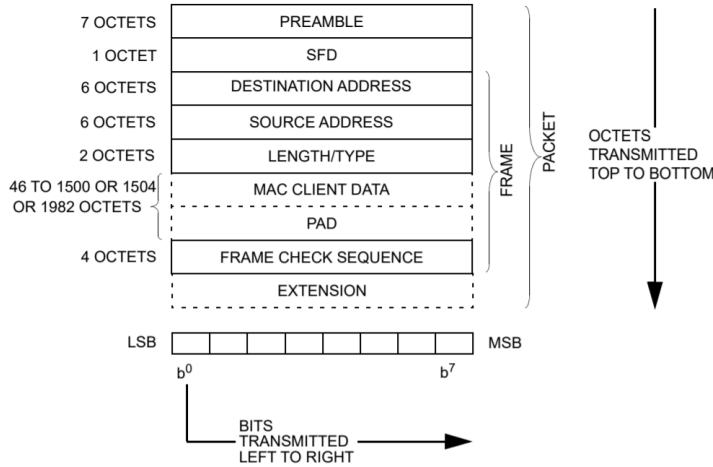 7 OCTETS PREAMBLE
1 OCTET SFD
6 OCTETS DESTINATION ADDRESS
6 OCTETS SOURCE ADDRESS
2 OCTETS LENGTH/TYPE
46 TO 1500 OR 1504
OR 1982 OCTETS
MAC CLIENT DATA
PAD
4 OCTETS FRAME CHECK SEQUENCE
EXTENSION
FRAME
PACKET
OCTETS
TRANSMITTED
TOP TO BOTTOM
LSB MSB
b0 b7
BITS
TRANSMITTED
LEFT TO RIGHT